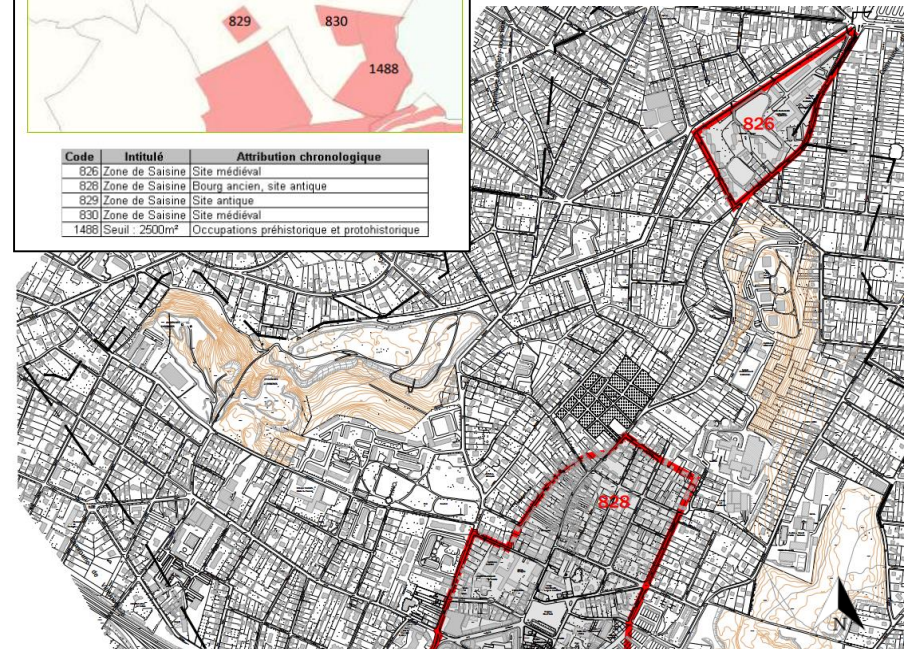 829
830
1488
Code Intitulé Attribution chronologique
826 Zone de Saisine Site médiéval
828 Zone de Saisine Bourg ancien, site antique
829 Zone de Saisine Site antique
830 Zone de Saisine Site médiéval
1488 Seuil : 2500m² Occupations préhistorique et protohistorique
826
828
N